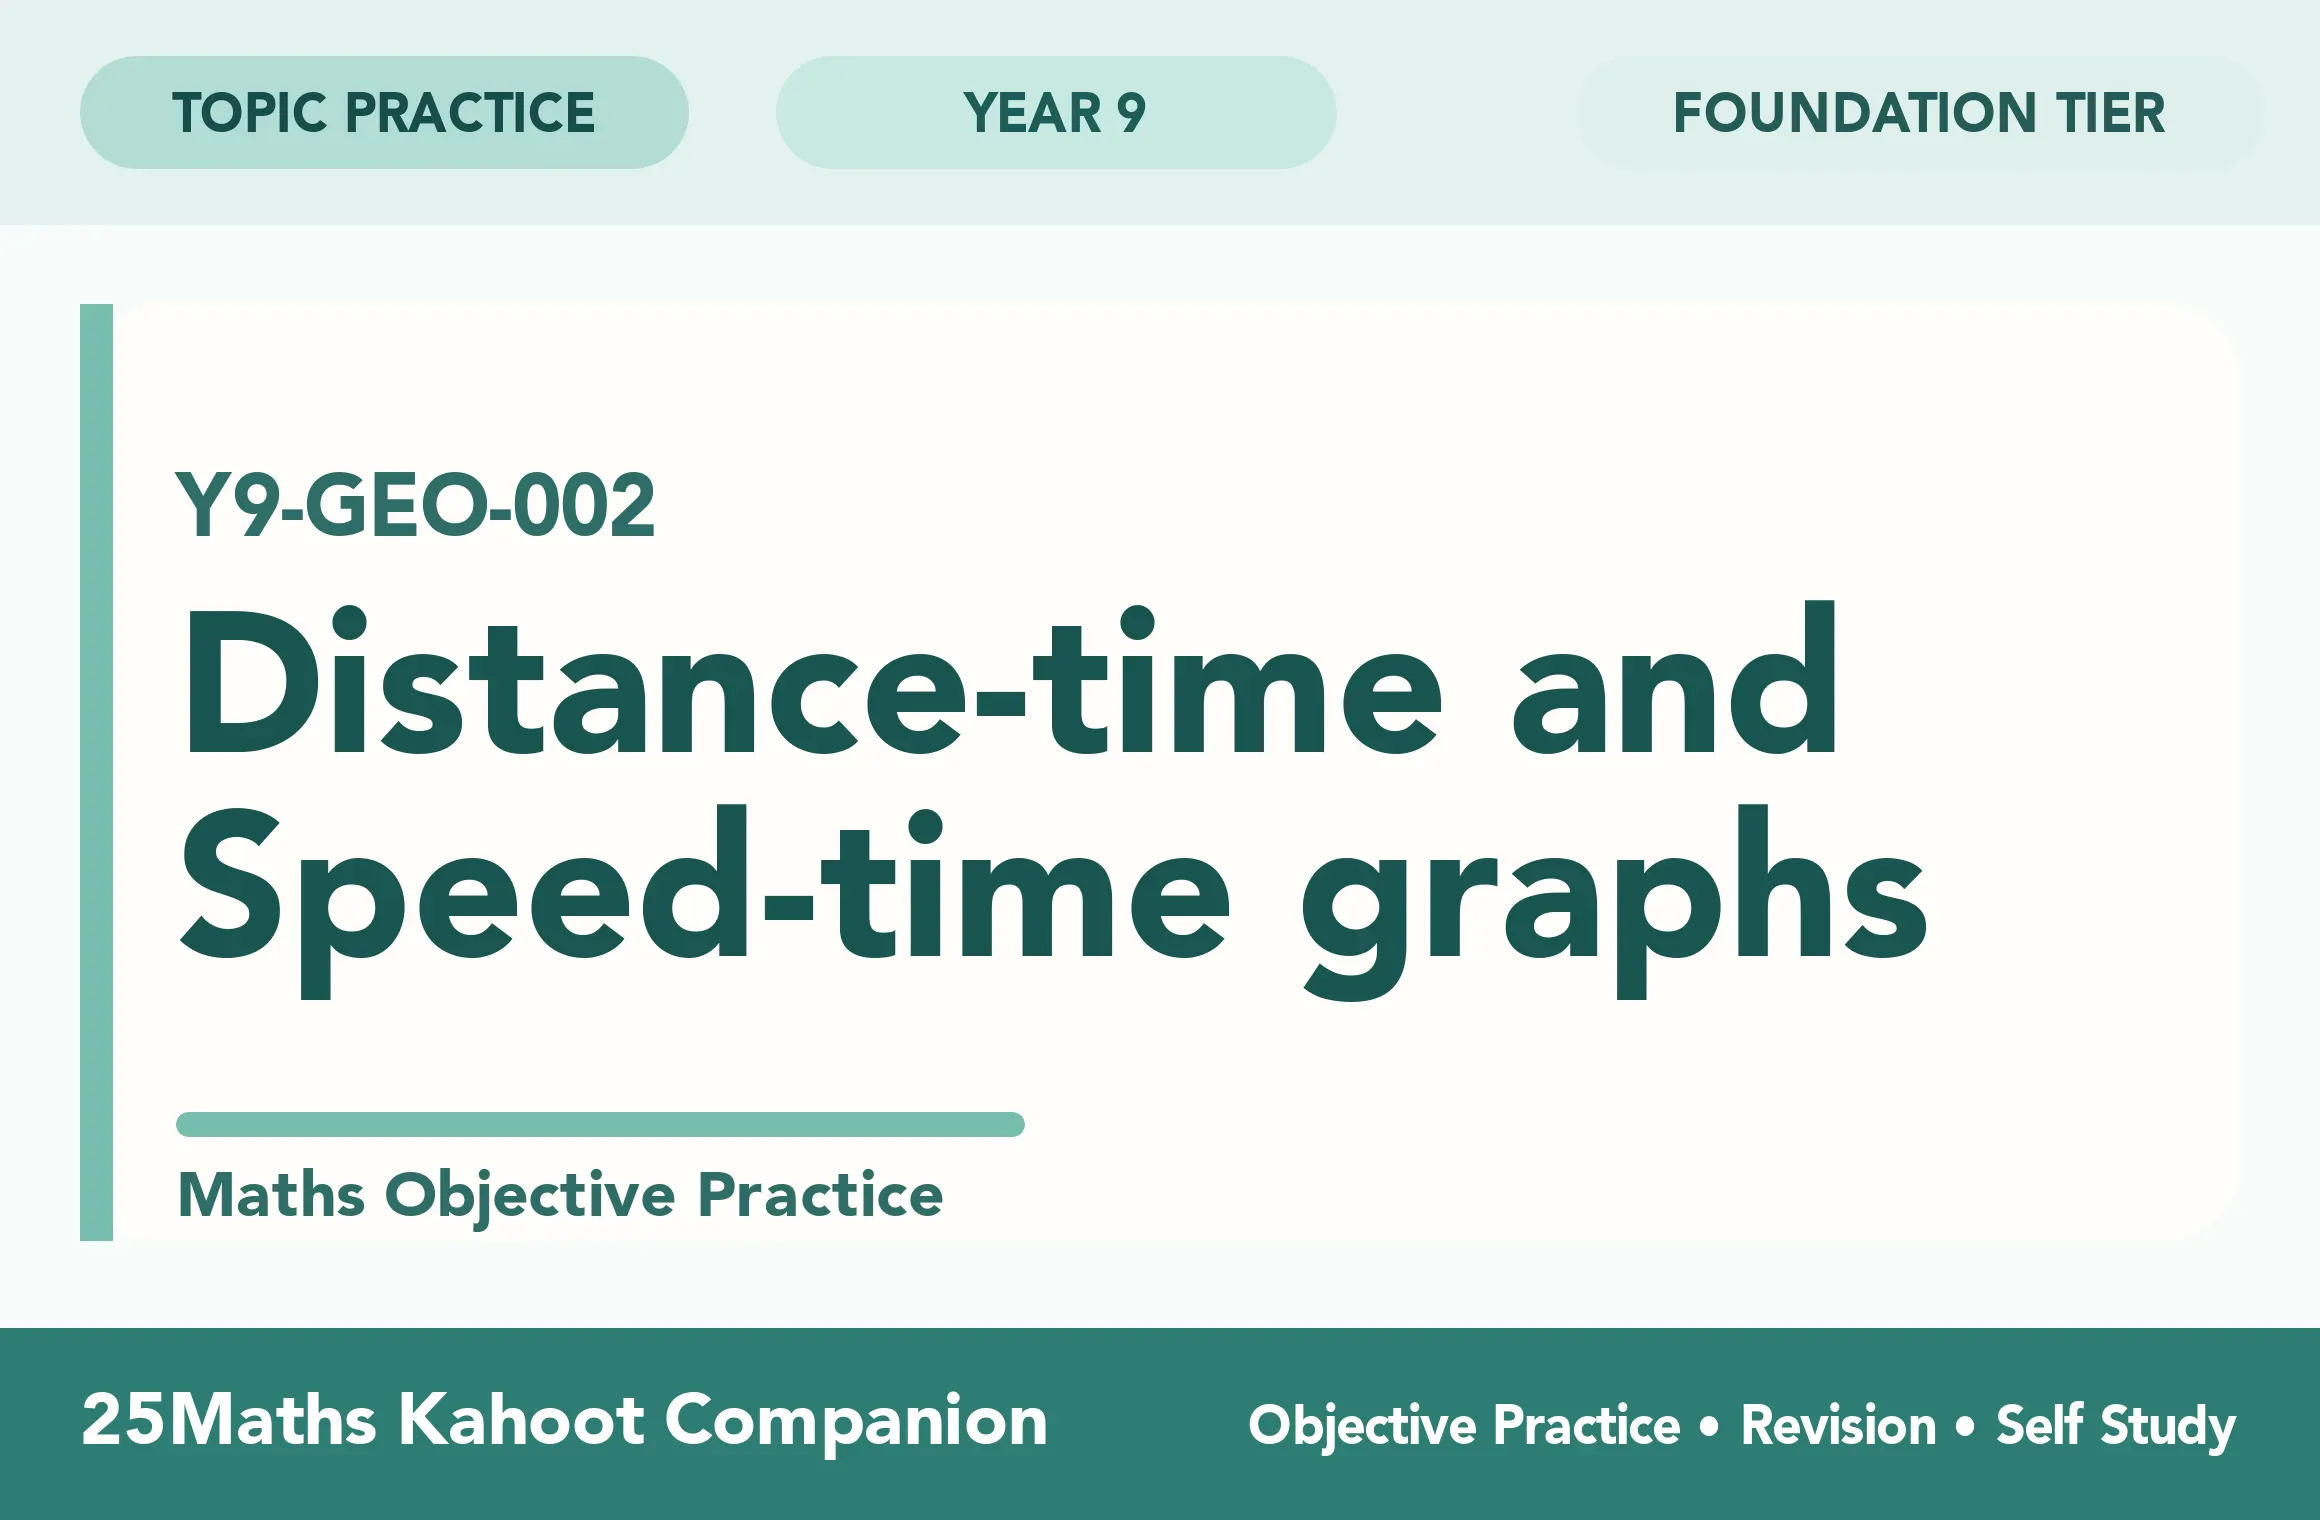 TOPIC PRACTICE
YEAR 9
FOUNDATION TIER
Y9-GEO-002
Distance-time and
Speed-time graphs
Maths Objective Practice
25Maths Kahoot Companion
Objective Practice • Revision • Self Study